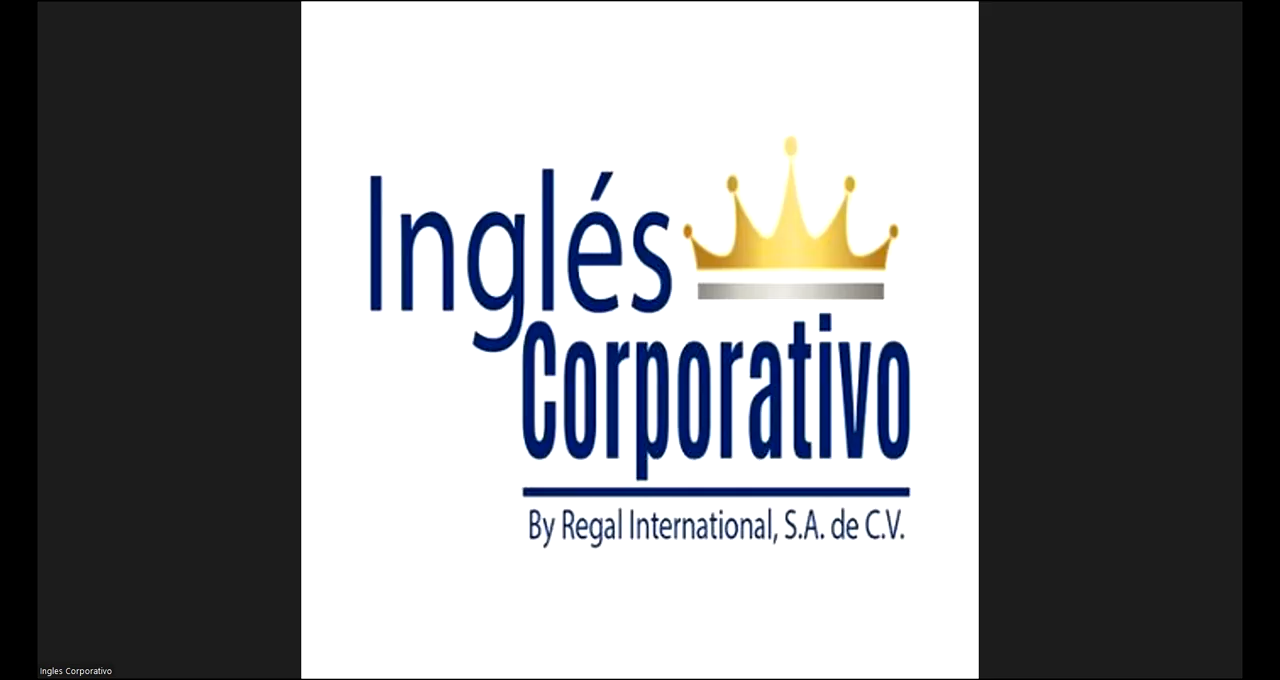 Inglés
Corporativo
By Regal International, S.A. de C.V.
Ingles Corporativo